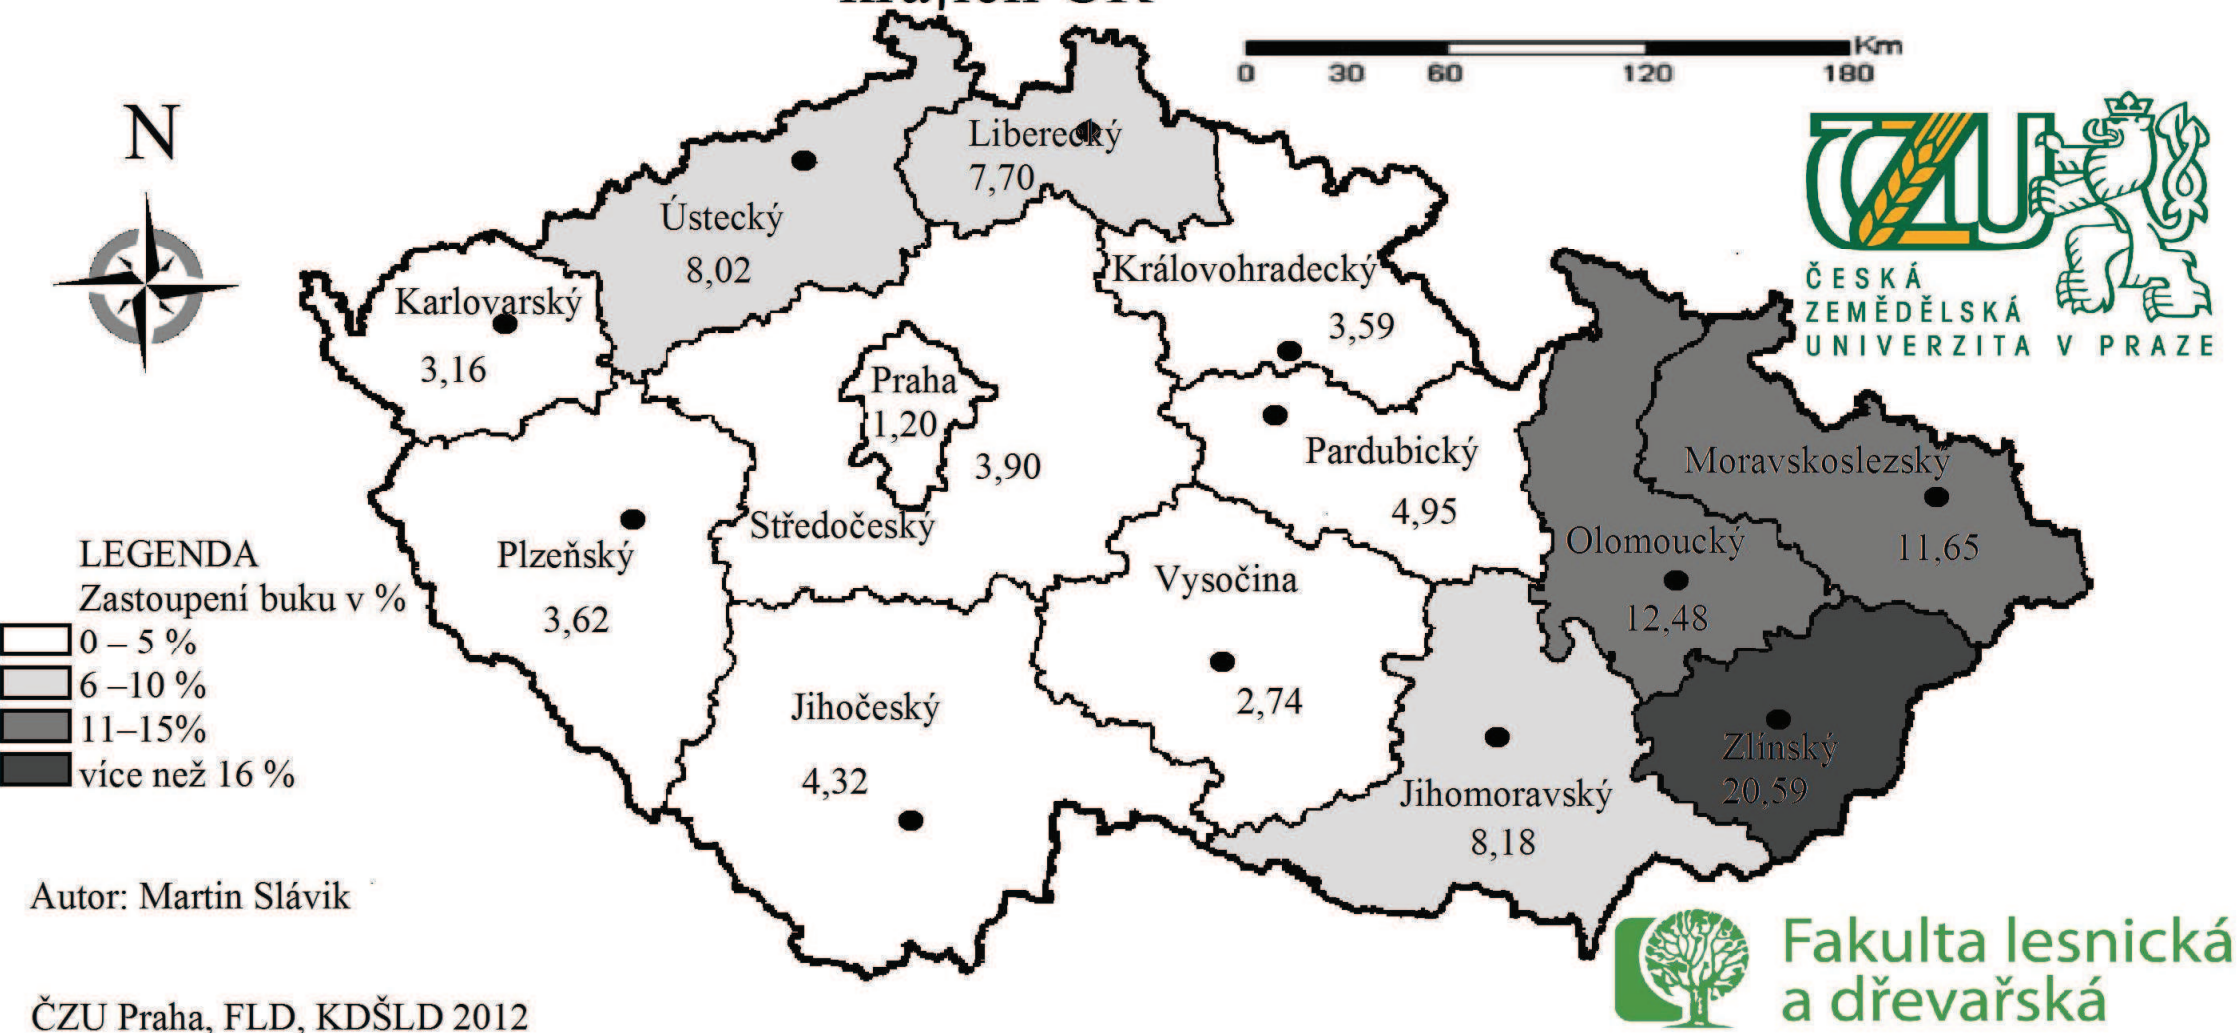 Km
0 30 60 120 180
N
ČZU
ČESKÁ
ZEMĚDĚLSKÁ
UNIVERZITA V PRAZE
Liberecký
7,70
Ústecký
8,02
Královohradecký
3,59
Karlovarský
3,16
Praha
1,20
3,90
Středočeský
Pardubický
4,95
Moravskoslezský
11,65
Olomoucký
12,48
Plzeňský
3,62
Vysočina
2,74
Jihočeský
4,32
Zlínský
20,59
Jihomoravský
8,18
LEGENDA
Zastoupení buku v %
0 – 5 %
6 –10 %
11–15%
více než 16 %
Autor: Martin Slávik
ČZU Praha, FLD, KDŠLD 2012
Fakulta lesnická
a dřevařská